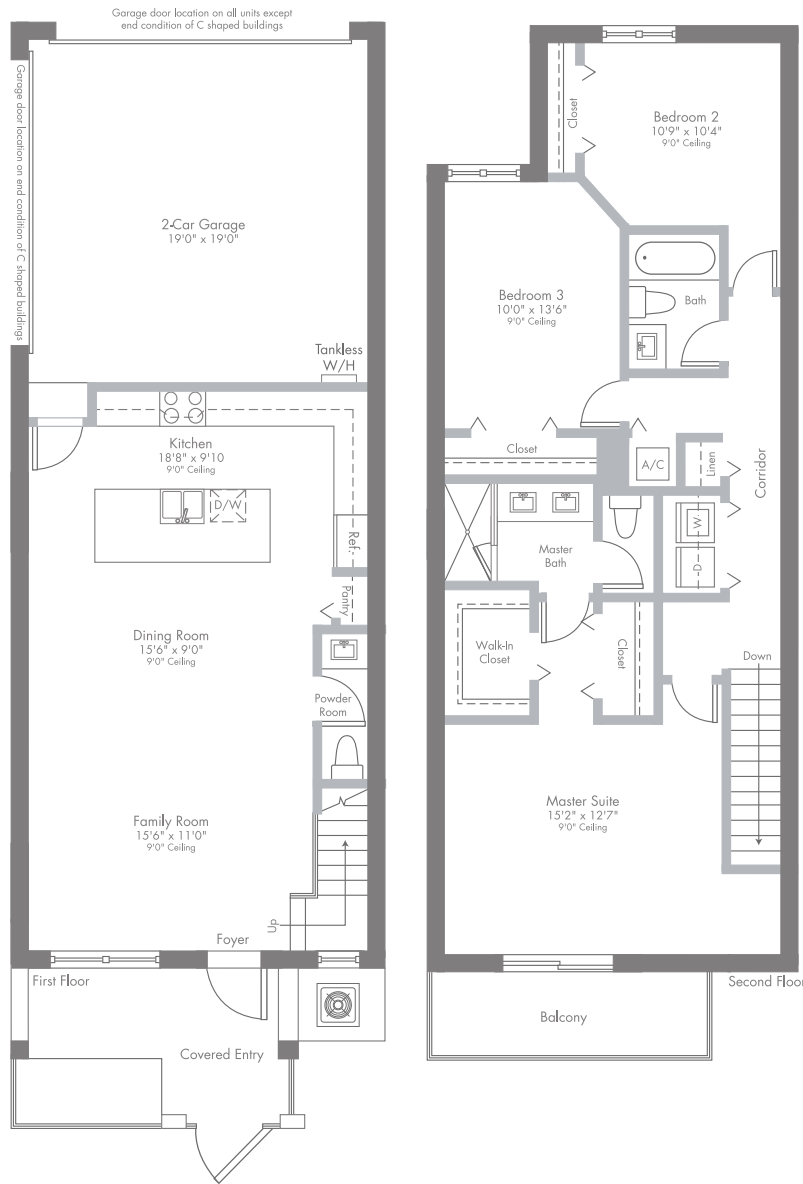 Garage door location on all units except
end condition of C shaped buildings
Garage door location on end condition of C shaped buildings
2-Car Garage
19'0" x 19'0"
Tankless
W/H
Kitchen
18'8" x 9'10
9'0" Ceiling
D/W
Ref.
Pantry
Dining Room
15'6" x 9'0"
9'0" Ceiling
Powder
Room
Family Room
15'6" x 11'0"
9'0" Ceiling
Up
Foyer
First Floor
Covered Entry
Closet
Bedroom 2
10'9" x 10'4"
9'0" Ceiling
Bedroom 3
10'0" x 13'6"
9'0" Ceiling
Bath
Closet
A/C
Linen
Corridor
W
D
Master
Bath
Walk-In
Closet
Closet
Down
Master Suite
15'2" x 12'7"
9'0" Ceiling
Second Floor
Balcony